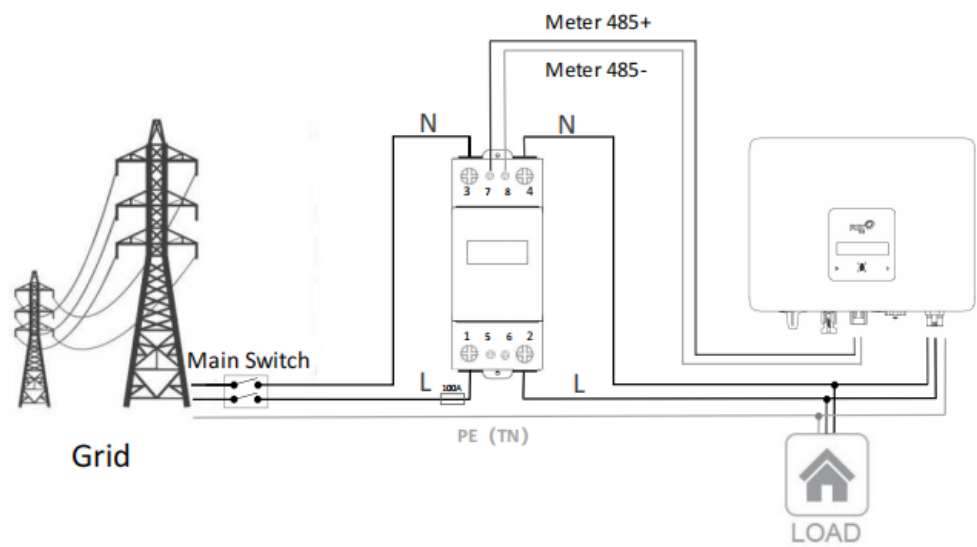 Meter 485+
Meter 485-
N
N
3 7 8 4
1 5 6 2
Main Switch
L
100A
L
PE (TN)
Grid
LOAD